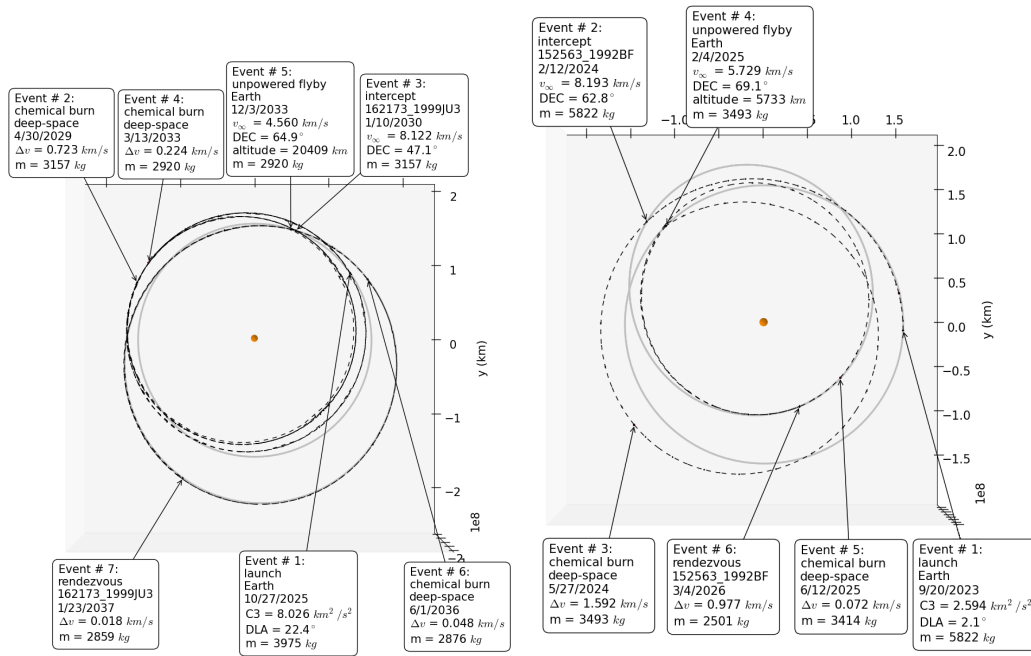 Event # 2:
chemical burn
deep-space
4/30/2029
Δv = 0.723 km/s
m = 3157 kg
Event # 4:
chemical burn
deep-space
3/13/2033
Δv = 0.224 km/s
m = 2920 kg
Event # 5:
unpowered flyby
Earth
12/3/2033
v∞ = 4.560 km/s
DEC = 64.9°
altitude = 20409 km
m = 2920 kg
Event # 3:
intercept
162173_1999JU3
1/10/2030
v∞ = 8.122 km/s
DEC = 47.1°
m = 3157 kg
2
1
0
−1
−2
y (km)
1e8
Event # 7:
rendezvous
162173_1999JU3
1/23/2037
Δv = 0.018 km/s
m = 2859 kg
Event # 1:
launch
Earth
10/27/2025
C3 = 8.026 km²/s²
DLA = 22.4°
m = 3975 kg
Event # 6:
chemical burn
deep-space
6/1/2036
Δv = 0.048 km/s
m = 2876 kg
Event # 2:
intercept
152563_1992BF
2/12/2024
v∞ = 8.193 km/s
DEC = 62.8°
m = 5822 kg
Event # 4:
unpowered flyby
Earth
2/4/2025
v∞ = 5.729 km/s
DEC = 69.1°
altitude = 5733 km
m = 3493 kg
−1.0
1.0
1.5
2.0
1.5
1.0
0.5
0.0
−0.5
−1.0
−1.5
y (km)
1e8
Event # 3:
chemical burn
deep-space
5/27/2024
Δv = 1.592 km/s
m = 3493 kg
Event # 6:
rendezvous
152563_1992BF
3/4/2026
Δv = 0.977 km/s
m = 2501 kg
Event # 5:
chemical burn
deep-space
6/12/2025
Δv = 0.072 km/s
m = 3414 kg
Event # 1:
launch
Earth
9/20/2023
C3 = 2.594 km²/s²
DLA = 2.1°
m = 5822 kg